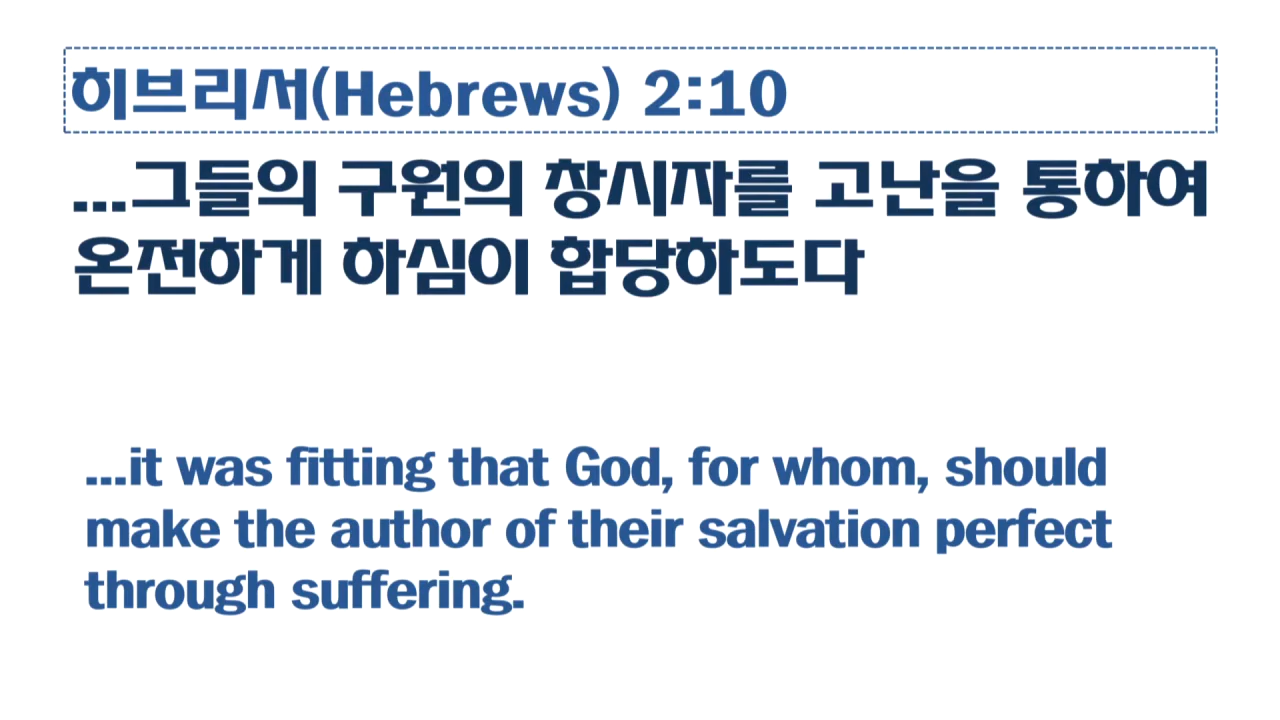 히브리서(Hebrews) 2:10
...그들의 구원의 창시자를 고난을 통하여
온전하게 하심이 합당하도다
...it was fitting that God, for whom, should
make the author of their salvation perfect
through suffering.